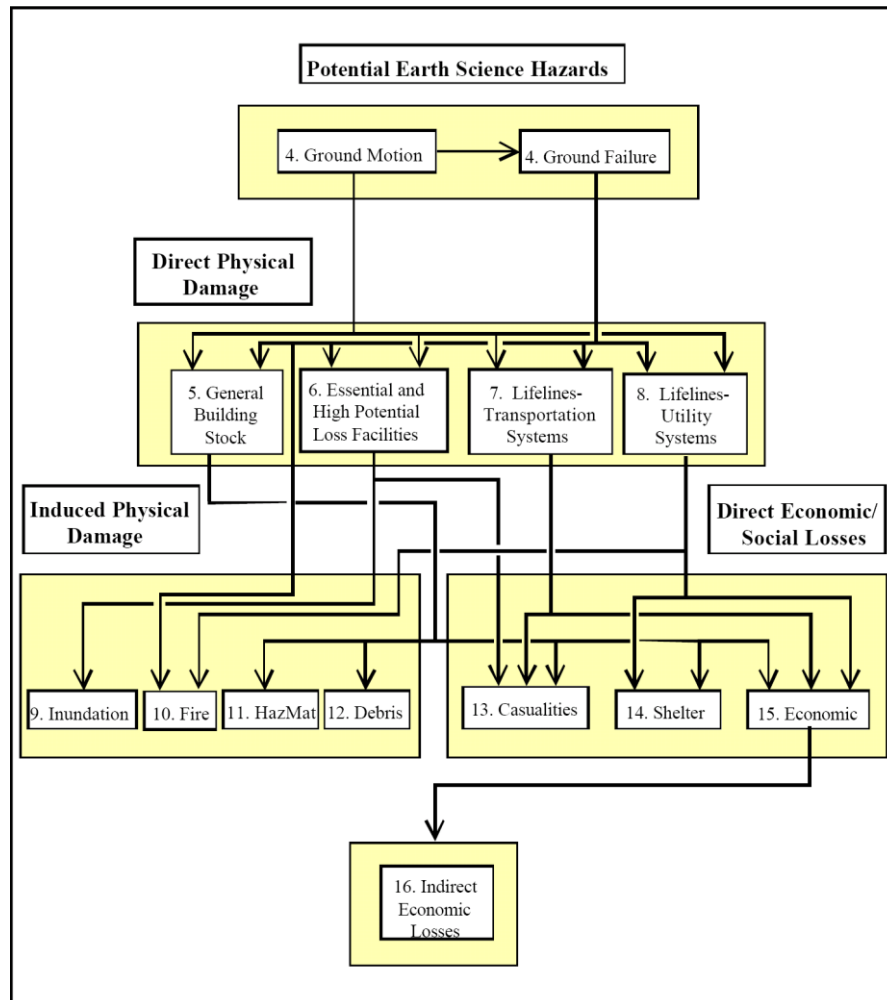 Potential Earth Science Hazards
4. Ground Motion
4. Ground Failure
Direct Physical
Damage
5. General
Building
Stock
6. Essential and
High Potential
Loss Facilities
7. Lifelines-
Transportation
Systems
8. Lifelines-
Utility
Systems
Induced Physical
Damage
Direct Economic/
Social Losses
9. Inundation
10. Fire
11. HazMat
12. Debris
13. Casualities
14. Shelter
15. Economic
16. Indirect
Economic
Losses